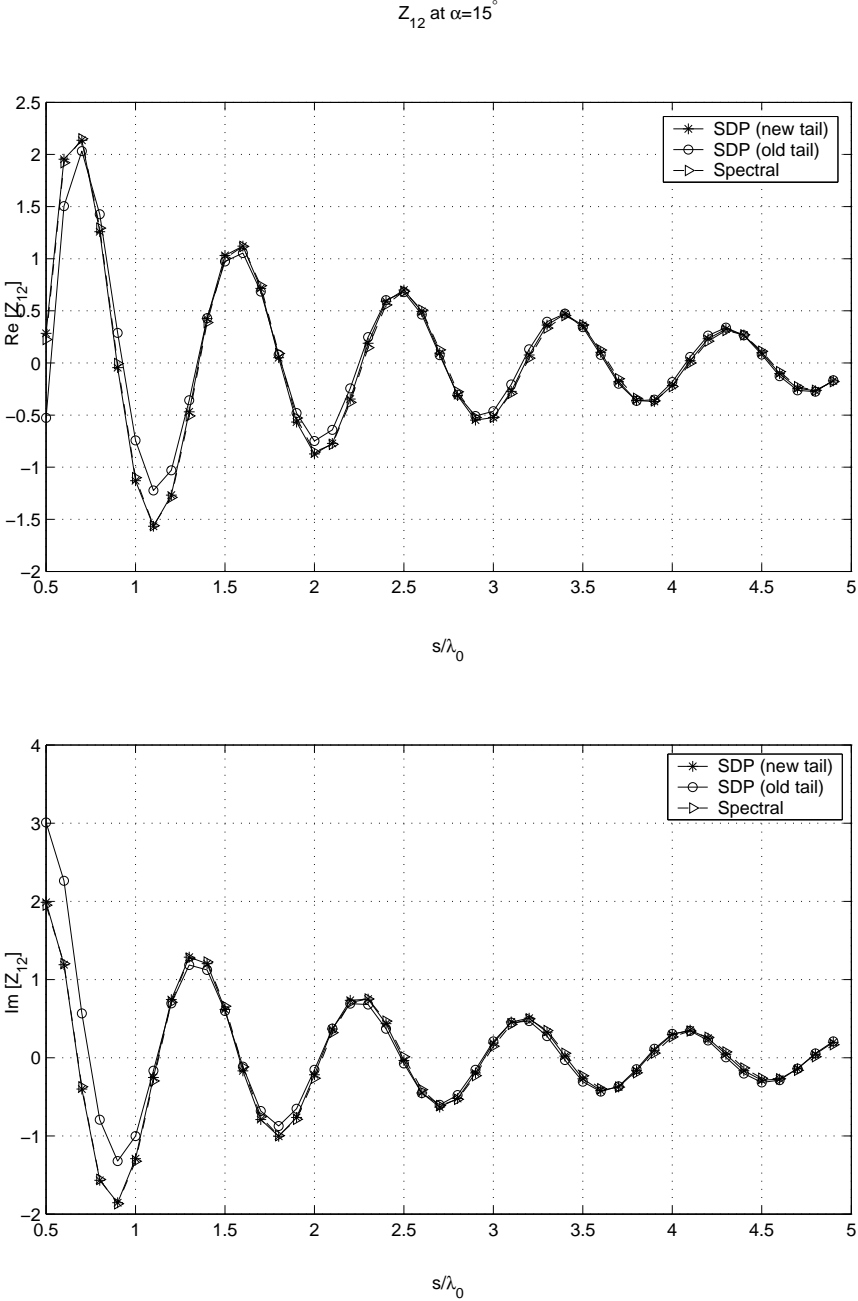 Z12 at α=15°
2.5
2
1.5
1
0.5
0
−0.5
−1
−1.5
−2
Re [Z12]
SDP (new tail)
SDP (old tail)
Spectral
0.5 1 1.5 2 2.5 3 3.5 4 4.5 5
s/λ0
4
3
2
1
0
−1
−2
Im [Z12]
SDP (new tail)
SDP (old tail)
Spectral
0.5 1 1.5 2 2.5 3 3.5 4 4.5 5
s/λ0